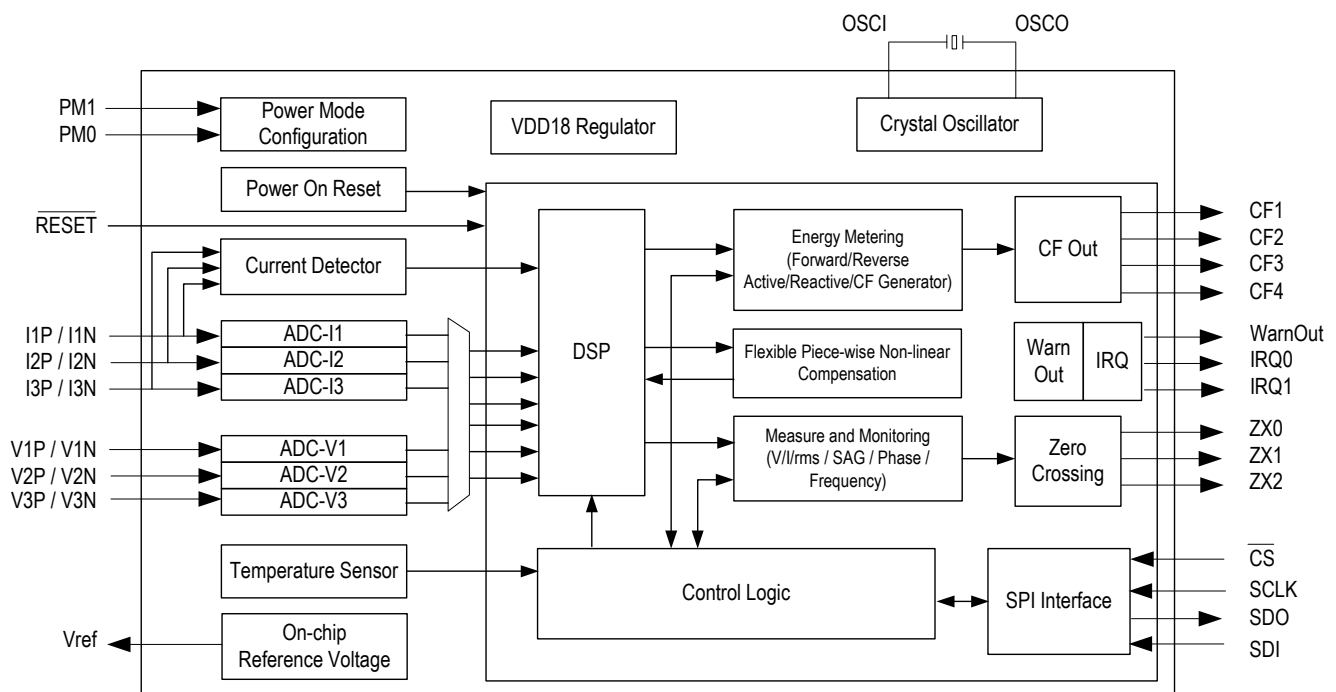 OSCI OSCO
PM1
PM0
Power Mode
Configuration
VDD18 Regulator
Crystal Oscillator
Power On Reset
RESET
Current Detector
I1P / I1N
I2P / I2N
I3P / I3N
ADC-I1
ADC-I2
ADC-I3
V1P / V1N
V2P / V2N
V3P / V3N
ADC-V1
ADC-V2
ADC-V3
Temperature Sensor
Vref
On-chip
Reference Voltage
DSP
Energy Metering
(Forward/Reverse
Active/Reactive/CF Generator)
Flexible Piece-wise Non-linear
Compensation
Measure and Monitoring
(V/I/rms / SAG / Phase /
Frequency)
Control Logic
CF Out
CF1
CF2
CF3
CF4
Warn
Out
IRQ
WarnOut
IRQ0
IRQ1
Zero
Crossing
ZX0
ZX1
ZX2
SPI Interface
CS
SCLK
SDO
SDI